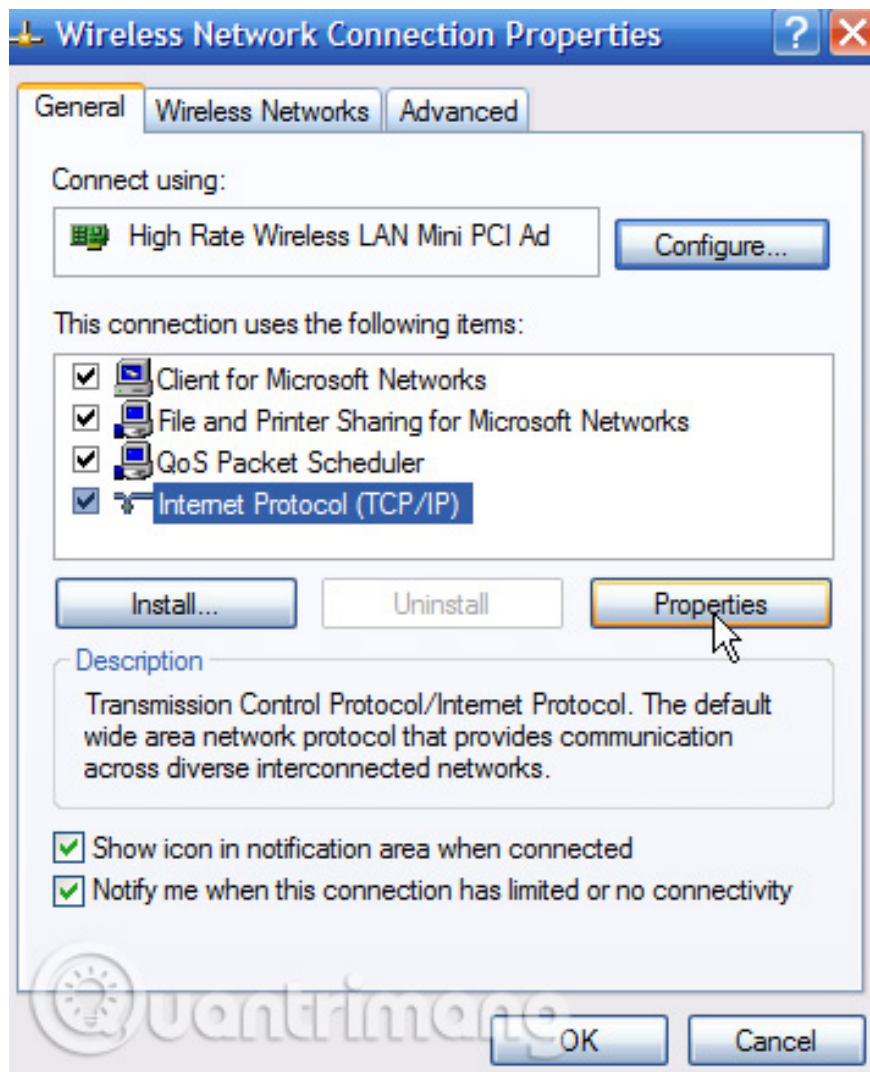 Wireless Network Connection Properties
General
Wireless Networks
Advanced
Connect using:
High Rate Wireless LAN Mini PCI Ad
Configure...
This connection uses the following items:
Client for Microsoft Networks
File and Printer Sharing for Microsoft Networks
QoS Packet Scheduler
Internet Protocol (TCP/IP)
Install...
Uninstall
Properties
Description
Transmission Control Protocol/Internet Protocol. The default
wide area network protocol that provides communication
across diverse interconnected networks.
Show icon in notification area when connected
Notify me when this connection has limited or no connectivity
Quantrimang
OK
Cancel